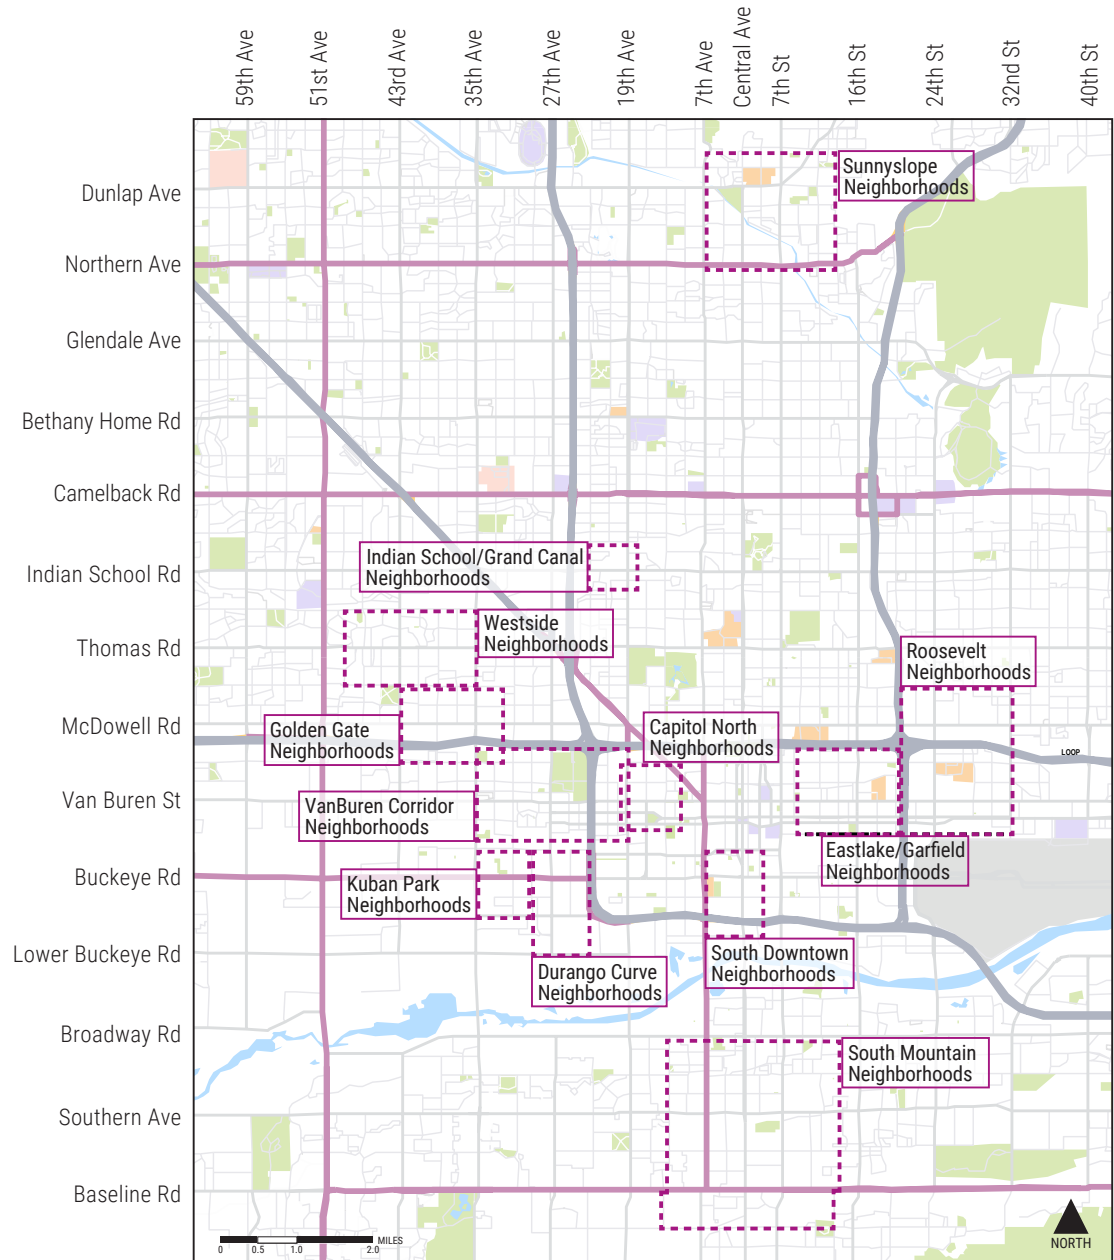 59th Ave
51st Ave
43rd Ave
35th Ave
27th Ave
19th Ave
7th Ave
Central Ave
7th St
16th St
24th St
32nd St
40th St
Sunnyslope
Neighborhoods
Dunlap Ave
Northern Ave
Glendale Ave
Bethany Home Rd
Camelback Rd
Indian School/Grand Canal
Neighborhoods
Indian School Rd
Westside
Neighborhoods
Thomas Rd
Roosevelt
Neighborhoods
McDowell Rd
Golden Gate
Neighborhoods
Capitol North
Neighborhoods
LOOP
Van Buren St
VanBuren Corridor
Neighborhoods
Eastlake/Garfield
Neighborhoods
Buckeye Rd
Kuban Park
Neighborhoods
Lower Buckeye Rd
South Downtown
Neighborhoods
Durango Curve
Neighborhoods
Broadway Rd
South Mountain
Neighborhoods
Southern Ave
Baseline Rd
0 0.5 1.0 2.0 MILES
NORTH